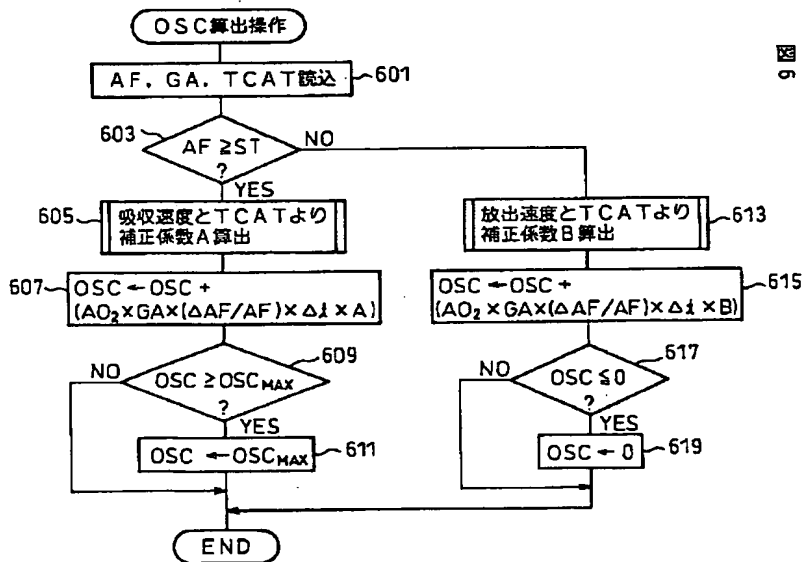 OSC算出操作
図6
AF, GA, TCAT読込
601
603
AF≧ST
?
NO
YES
605
吸収速度とTCATより
補正係数A算出
放出速度とTCATより
補正係数B算出
613
607
OSC←OSC+
(AO₂×GA×(ΔAF/AF)×Δi×A)
OSC←OSC+
(AO₂×GA×(ΔAF/AF)×Δi×B)
615
609
NO
OSC≧OSCMAX
?
YES
617
NO
OSC≦0
?
YES
OSC←OSCMAX
611
OSC←0
619
END